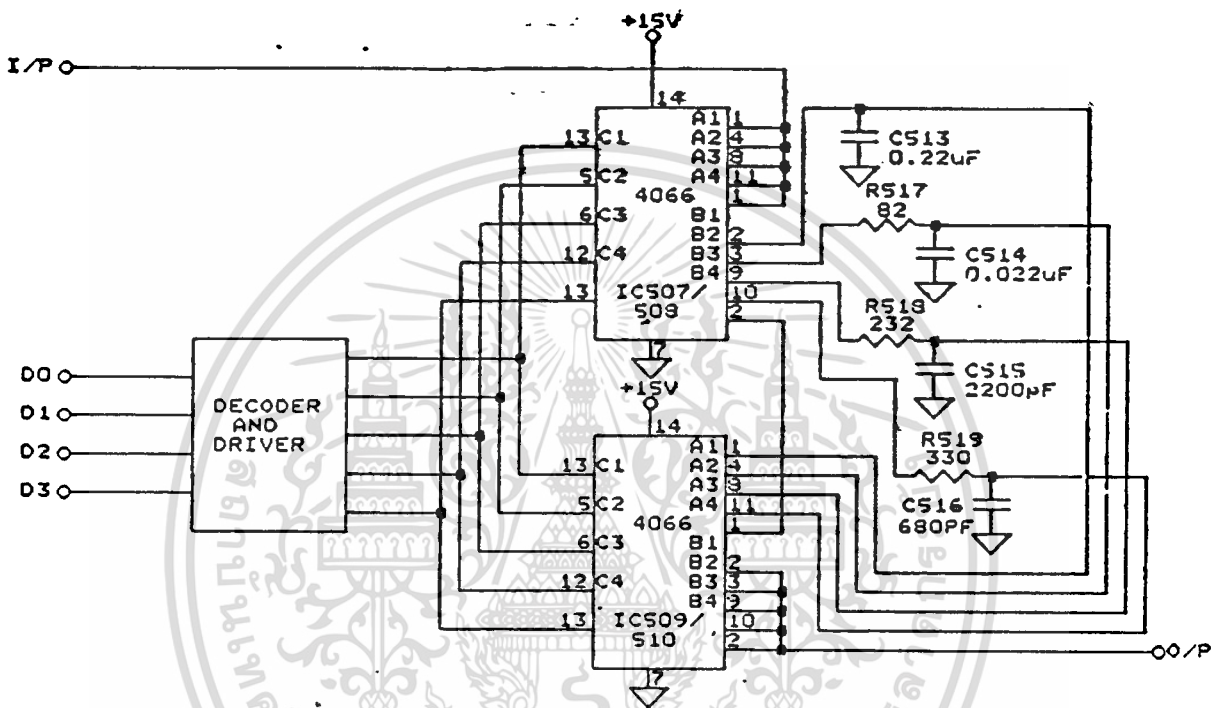 +15V
I/P
14
13 C1
5 C2
6 C3
12 C4
13
A1 1
A2 4
A3 8
A4 11
1
4066
B1
B2 2
B3 3
B4 9
10
2
IC507/
508
7
C513
0.22uF
R517
82
C514
0.022uF
R518
232
C515
2200pF
R519
330
C516
680PF
D0
D1
D2
D3
DECODER
AND
DRIVER
+15V
14
13 C1
5 C2
6 C3
12 C4
13
A1 1
A2 4
A3 8
A4 11
1
4066
B1
B2 2
B3 3
B4 9
10
2
IC509/
510
7
O/P